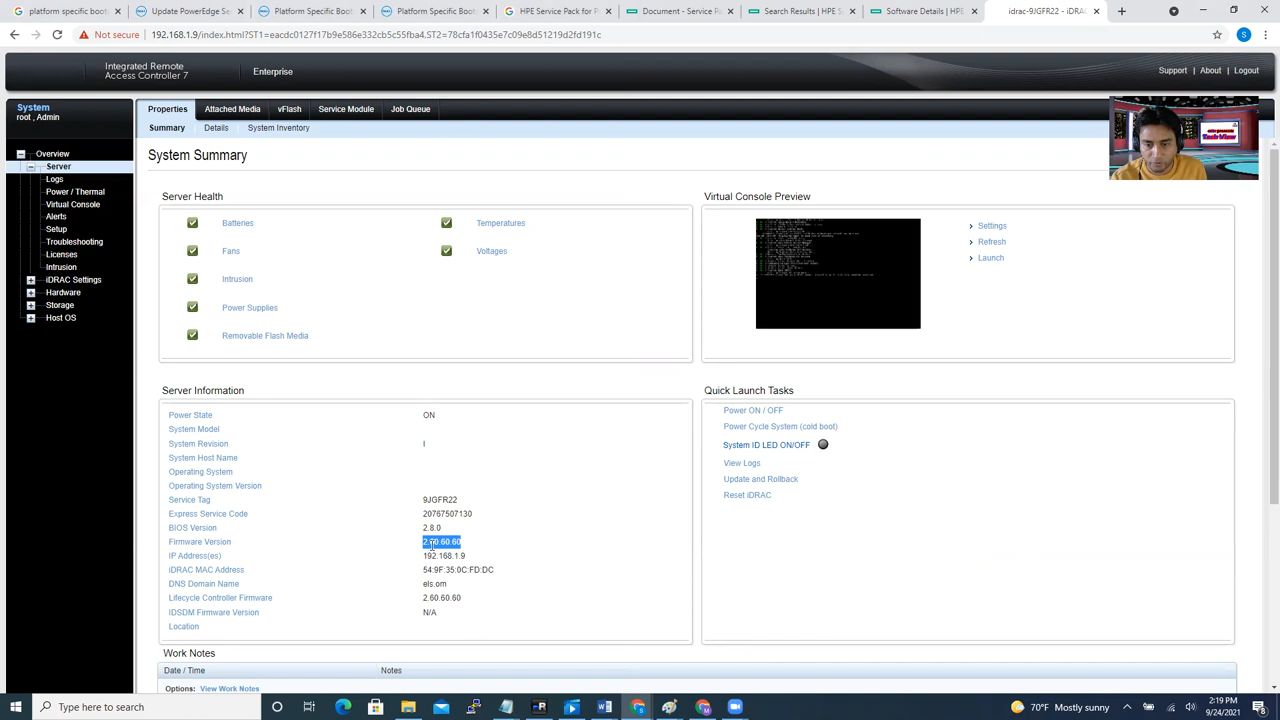 platform Specific Boot
Update ServerEdge Se
Platform Specific Boots
Platform Specific Boots
HPE Service Pack for P
Document - Service Pa
Search Results | HPE S
Software Details | HPE
idrac-9JGFR22 - iDRAC
Not secure 192.168.1.9/index.html?ST1=eacdc0127f17b9e586e332cb5c55fba4,ST2=78cfa1f0435e7c09e8d51219d2fd191c
Integrated Remote
Access Controller 7
Enterprise
Support | About | Logout
System
root , Admin
Properties Attached Media vFlash Service Module Job Queue
Summary Details System Inventory
Overview
Server
Logs
Power / Thermal
Virtual Console
Alerts
Setup
Troubleshooting
Licenses
Intrusion
iDRAC Settings
Hardware
Storage
Host OS
System Summary
Server Health
Batteries
Temperatures
Fans
Voltages
Intrusion
Power Supplies
Removable Flash Media
Virtual Console Preview
Settings
Refresh
Launch
Server Information
Power State ON
System Model
System Revision I
System Host Name
Operating System
Operating System Version
Service Tag 9JGFR22
Express Service Code 20767507130
BIOS Version 2.8.0
Firmware Version 2.60.60.60
IP Address(es) 192.168.1.9
iDRAC MAC Address 54:9F:35:0C:FD:DC
DNS Domain Name els.om
Lifecycle Controller Firmware 2.60.60.60
IDSDM Firmware Version N/A
Location
Quick Launch Tasks
Power ON / OFF
Power Cycle System (cold boot)
System ID LED ON/OFF
View Logs
Update and Rollback
Reset iDRAC
Work Notes
Date / Time Notes
Options: View Work Notes
Type here to search
70°F Mostly sunny
2:19 PM
9/24/2021